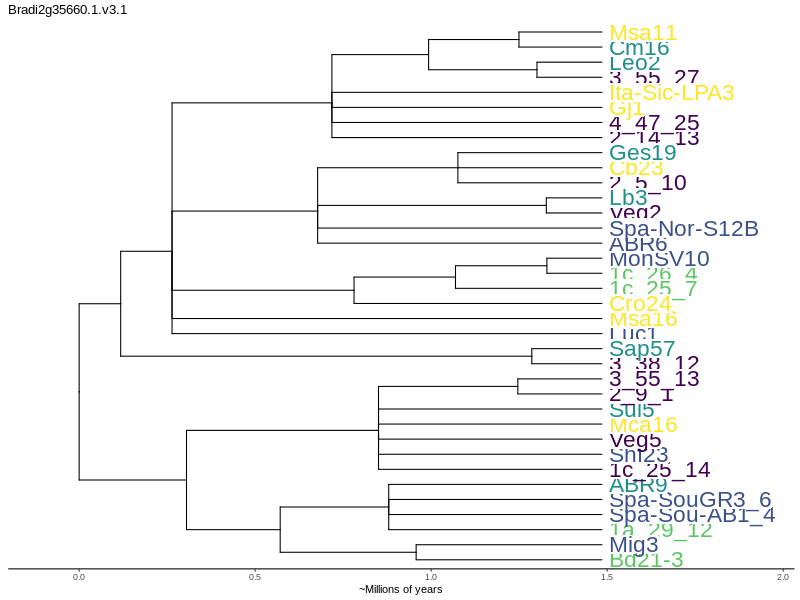 Bradi2g35660.1.v3.1
Msa11
Cm16
Leo2
3_55_27
Ita-Sic-LPA3
Gj1
4_47_25
2_14_13
Ges19
Cb23
2_5_10
Lb3
Veg2
Spa-Nor-S12B
ABR6
MonSV10
1c_26_4
1c_25_7
Cro24
Msa16
Luc1
Sap57
3_38_12
3_55_13
2_9_1
Sul5
Mca16
Veg5
Snf23
1c_25_14
ABR9
Spa-SouGR3_6
Spa-Sou-AB1_4
1a_29_12
Mig3
Bd21-3
0.0 0.5 1.0 1.5 2.0
~Millions of years